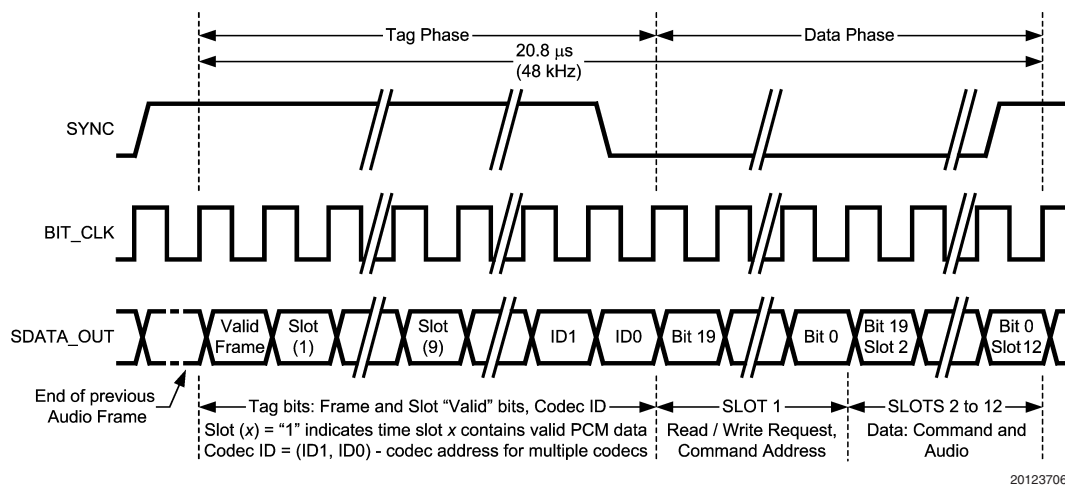 Tag Phase
Data Phase
20.8 μs
(48 kHz)
SYNC
BIT_CLK
SDATA_OUT
Valid
Frame
Slot
(1)
Slot
(9)
ID1
ID0
Bit 19
Bit 0
Bit 19
Slot 2
Bit 0
Slot 12
End of previous
Audio Frame
Tag bits: Frame and Slot “Valid” bits, Codec ID
SLOT 1
SLOTS 2 to 12
Slot (x) = “1” indicates time slot x contains valid PCM data
Codec ID = (ID1, ID0) - codec address for multiple codecs
Read / Write Request,
Command Address
Data: Command and
Audio
20123706